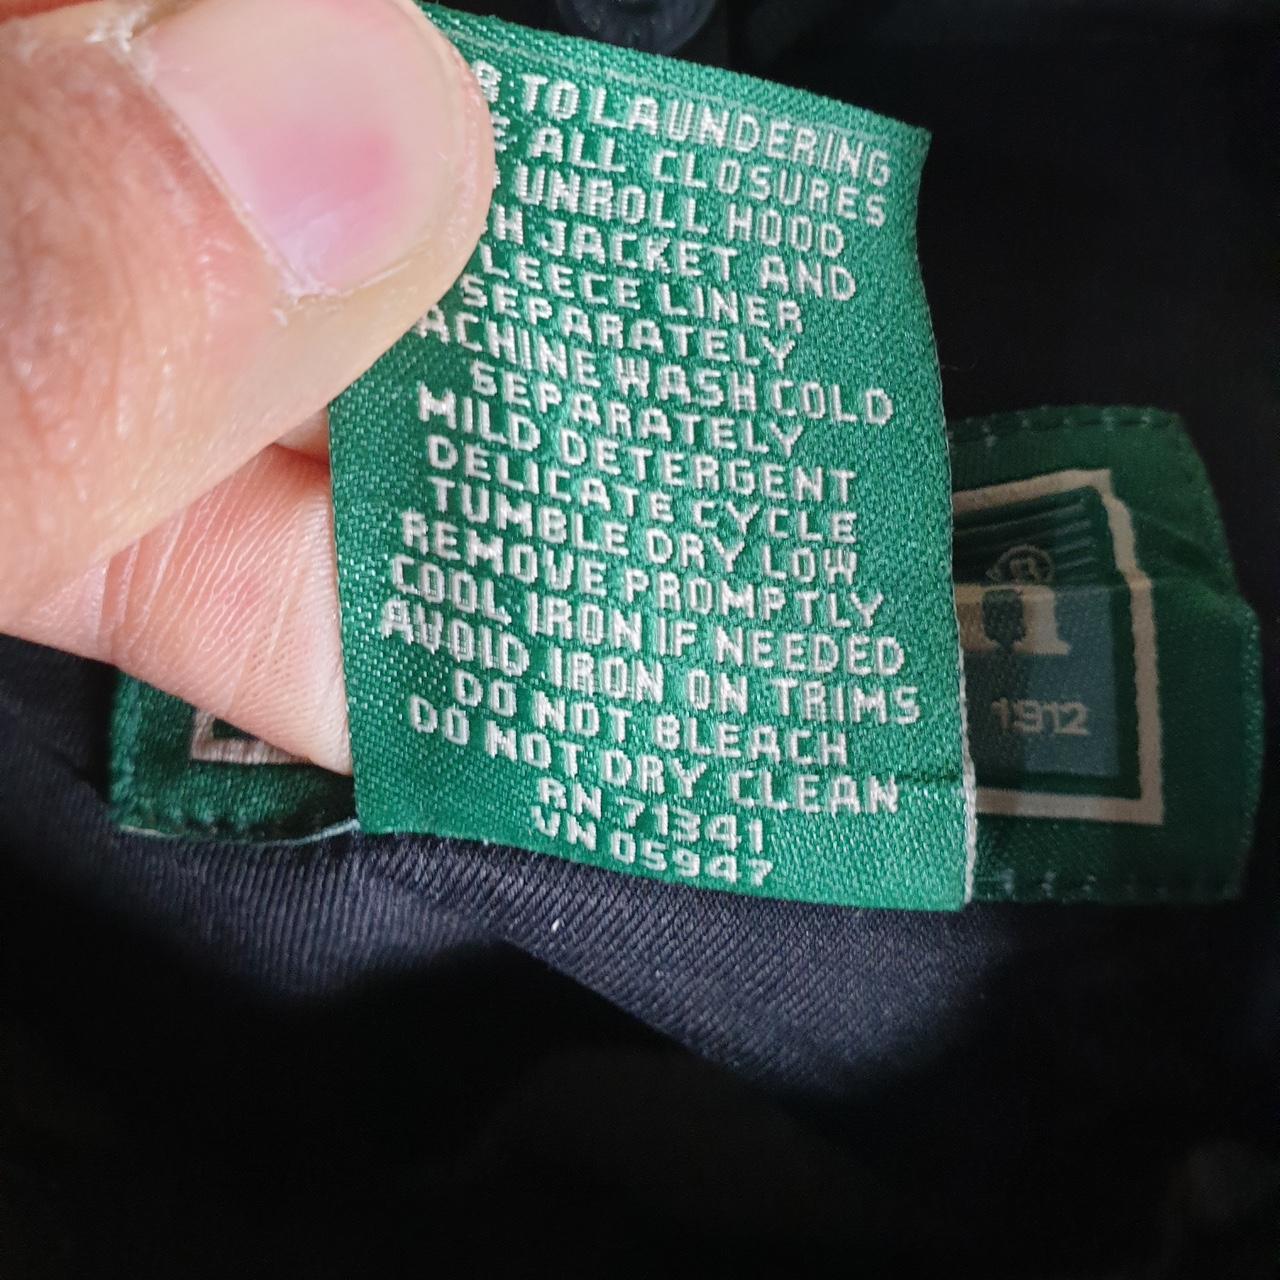 TO LAUNDERING
ALL CLOSURES
UNROLL HOOD
JACKET AND
LEECE LINER
SEPARATELY
ACHINE WASH COLD
SEPARATELY
MILD DETERGENT
DELICATE CYCLE
TUMBLE DRY LOW
REMOVE PROMPTLY
COOL IRON IF NEEDED
AVOID IRON ON TRIMS
DO NOT BLEACH
DO NOT DRY CLEAN
RN 71341
VN 05947
®
1912